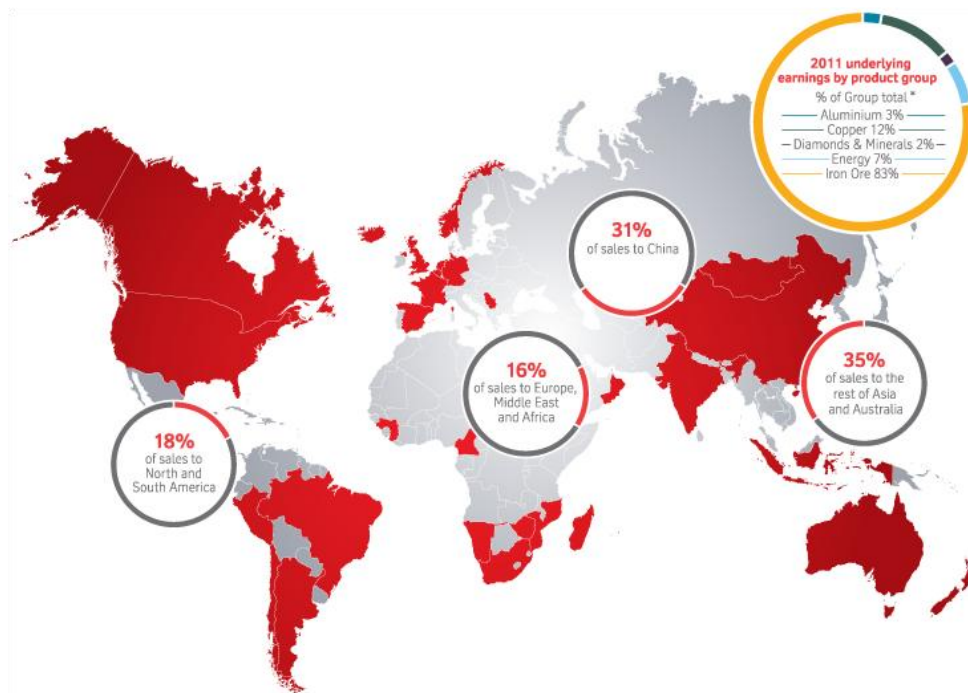 2011 underlying
earnings by product group
% of Group total *
Aluminium 3%
Copper 12%
Diamonds & Minerals 2%
Energy 7%
Iron Ore 83%
31%
of sales to China
16%
of sales to Europe,
Middle East
and Africa
35%
of sales to the
rest of Asia
and Australia
18%
of sales to
North and
South America